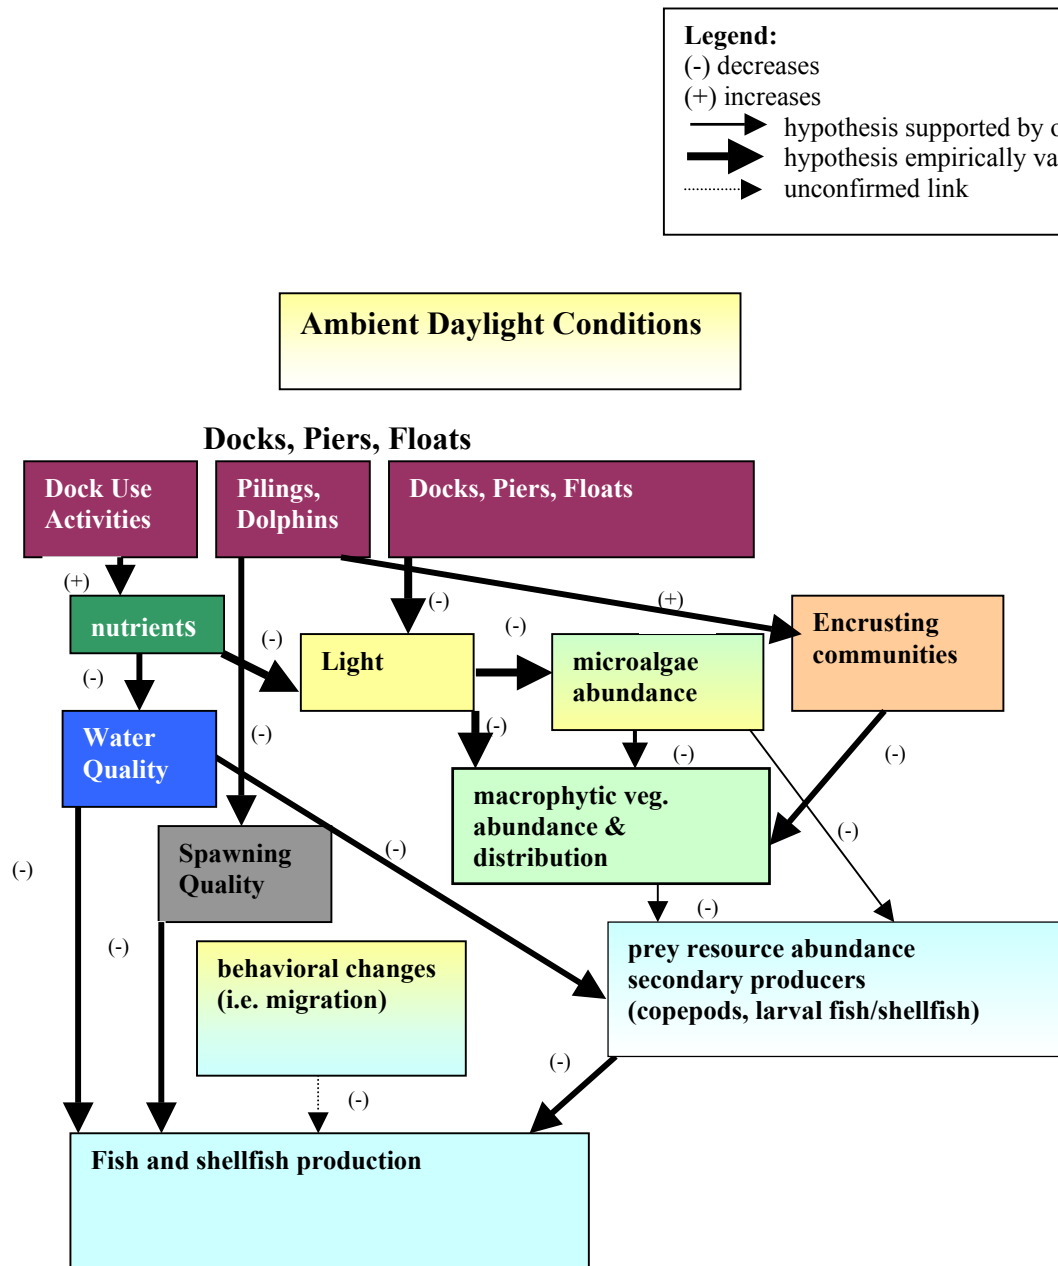 Legend:
(-) decreases
(+) increases
hypothesis supported by
hypothesis empirically
unconfirmed link
Ambient Daylight Conditions
Docks, Piers, Floats
Dock Use
Activities
Pilings,
Dolphins
Docks, Piers, Floats
(+)
(-)
(+)
nutrients
(-)
(-)
Light
microalgae
abundance
Encrusting
communities
(-)
(-)
(-)
(-)
(-)
Water
Quality
macrophytic veg.
abundance &
distribution
(-)
(-)
Spawning
Quality
(-)
(-)
(-)
behavioral changes
(i.e. migration)
prey resource abundance
secondary producers
(copepods, larval fish/shellfish)
(-)
(-)
Fish and shellfish production